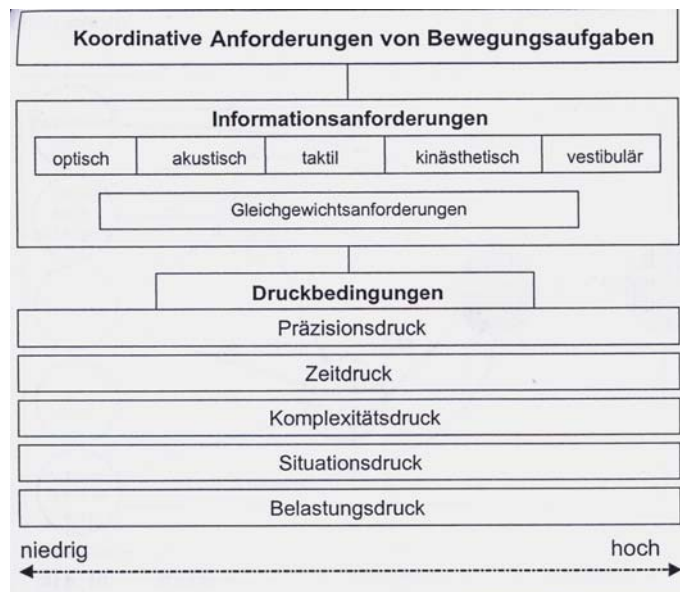 Koordinative Anforderungen von Bewegungsaufgaben
Informationsanforderungen
optisch akustisch taktil kinästhetisch vestibulär
Gleichgewichtsanforderungen
Druckbedingungen
Präzisionsdruck
Zeitdruck
Komplexitätsdruck
Situationsdruck
Belastungsdruck
niedrig hoch